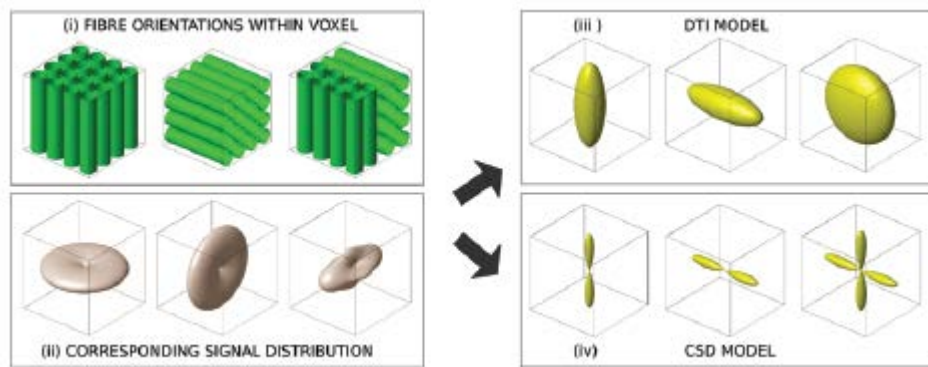 (i) FIBRE ORIENTATIONS WITHIN VOXEL
(ii) CORRESPONDING SIGNAL DISTRIBUTION
(iii ) DTI MODEL
(iv) CSD MODEL